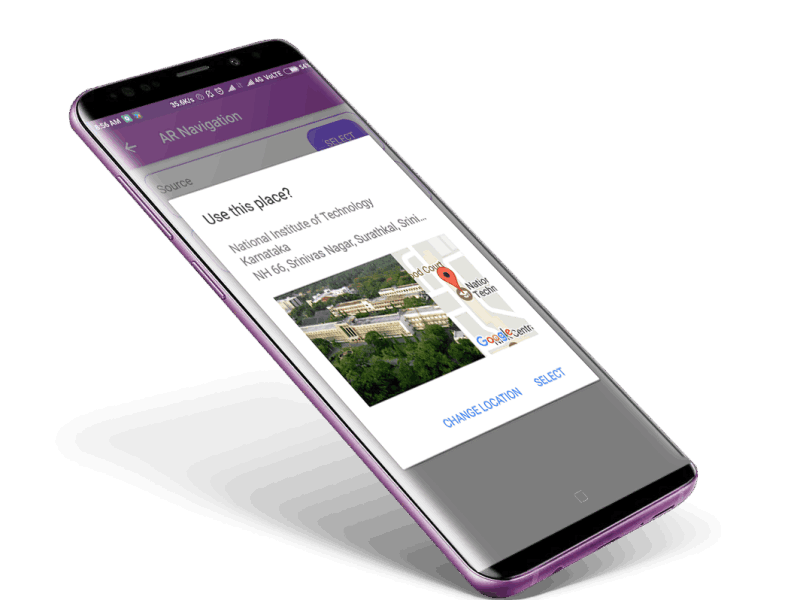 5:56 AM 35.6K/s 4G VoLTE 54%
AR Navigation
SELECT
Source
Use this place?
National Institute of Technology
Karnataka
NH 66, Srinivas Nagar, Surathkal, Srini...
ood Court
Nation
Techn
Google
Centr
CHANGE LOCATION SELECT